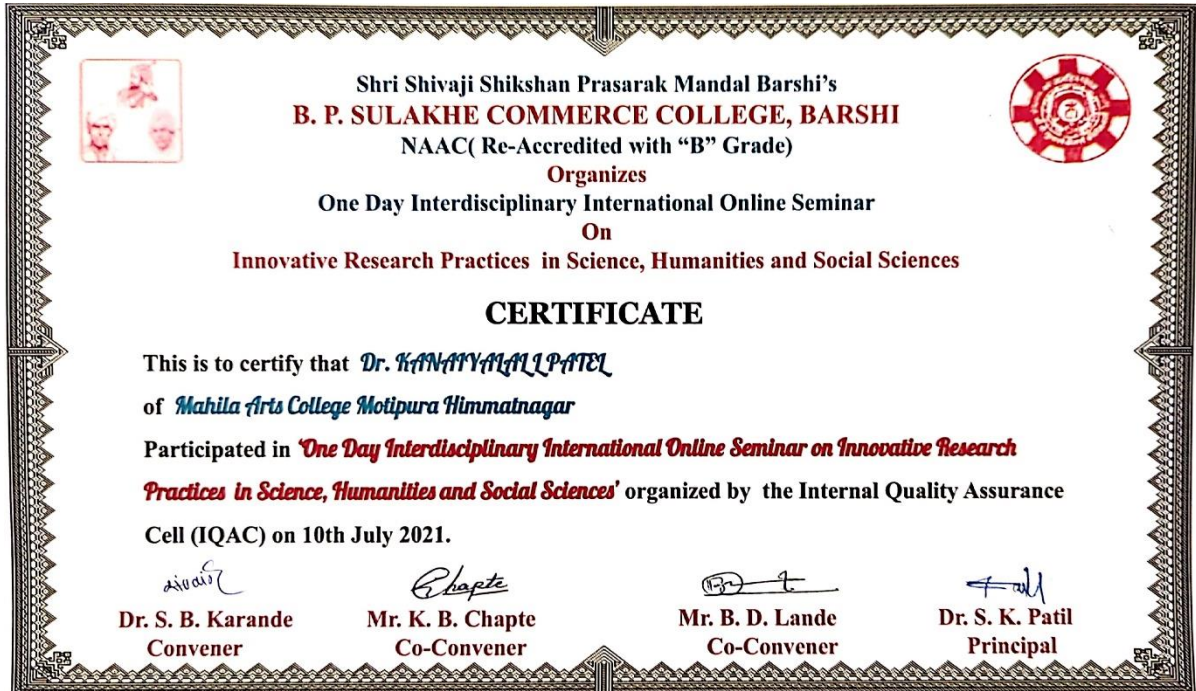 Shri Shivaji Shikshan Prasarak Mandal Barshi's
B. P. SULAKHE COMMERCE COLLEGE, BARSHI
NAAC( Re-Accredited with “B” Grade)
Organizes
One Day Interdisciplinary International Online Seminar
On
Innovative Research Practices in Science, Humanities and Social Sciences
CERTIFICATE
This is to certify that Dr. KANAIYALAL L PATEL
of Mahila Arts College Motipura Himmatnagar
Participated in 'One Day Interdisciplinary International Online Seminar on Innovative Research
Practices in Science, Humanities and Social Sciences' organized by the Internal Quality Assurance
Cell (IQAC) on 10th July 2021.
Chapte
Dr. S. B. Karande Mr. K. B. Chapte Mr. B. D. Lande Dr. S. K. Patil
Convener Co-Convener Co-Convener Principal